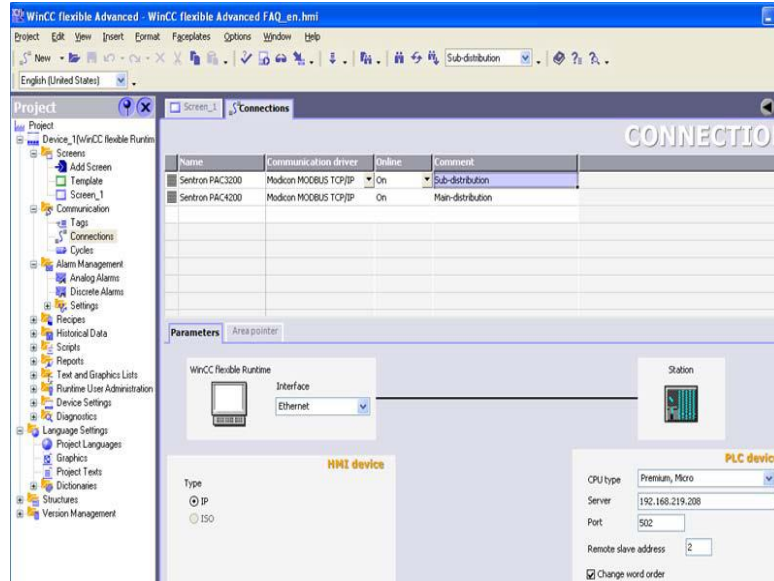 WinCC flexible Advanced - WinCC flexible Advanced FAQ_en.hmi
Project Edit View Insert Format Faceplates Options Window Help
New Sub-distribution
English (United States)
Project
Screen_1 Connections
Project
Device_1(WinCC flexible Runtim
Screens
Add Screen
Template
Screen_1
Communication
Tags
Connections
Cycles
Alarm Management
Analog Alarms
Discrete Alarms
Settings
Recipes
Historical Data
Scripts
Reports
Text and Graphics Lists
Runtime User Administration
Device Settings
Diagnostics
Language Settings
Project Languages
Graphics
Project Texts
Dictionaries
Structures
Version Management
CONNECTIO
Name Communication driver Online Comment
Sentron PAC3200 Modicon MODBUS TCP/IP On Sub-distribution
Sentron PAC4200 Modicon MODBUS TCP/IP On Main-distribution
Parameters Area pointer
WinCC flexible Runtime
Interface
Ethernet
Station
HMI device
Type
IP
ISO
PLC devic
CPU type Premium, Micro
Server 192.168.219.208
Port 502
Remote slave address 2
Change word order